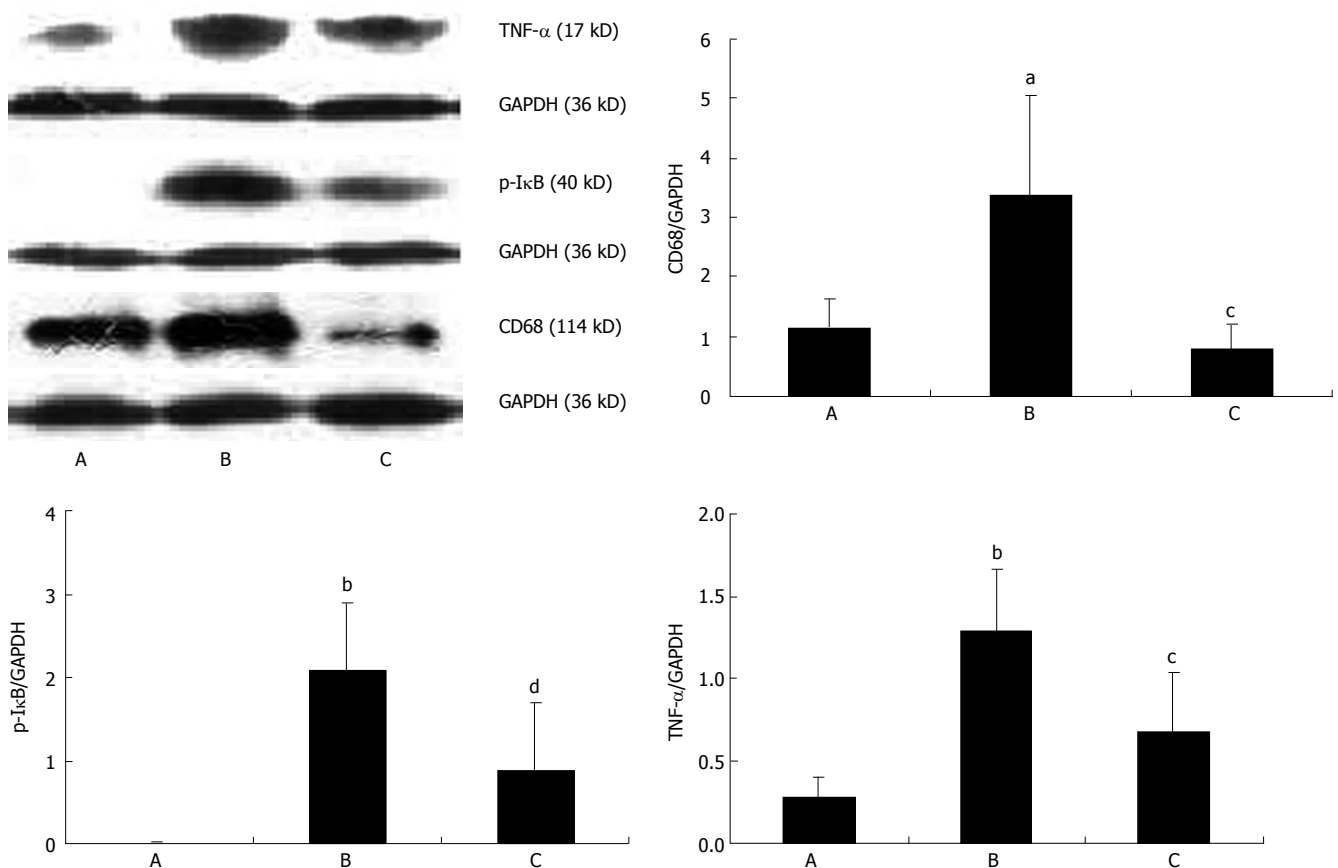 TNF-α (17 kD)
GAPDH (36 kD)
p-IκB (40 kD)
GAPDH (36 kD)
CD68 (114 kD)
GAPDH (36 kD)
A B C
CD68/GAPDH
6
5
4
3
2
1
0
a
c
A B C
p-IκB/GAPDH
4
3
2
1
0
b
d
A B C
TNF-α/GAPDH
2.0
1.5
1.0
0.5
0.0
b
c
A B C